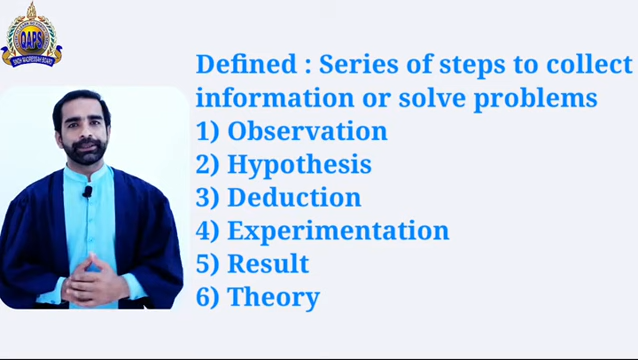 QAPS
Defined : Series of steps to collect
information or solve problems
1) Observation
2) Hypothesis
3) Deduction
4) Experimentation
5) Result
6) Theory